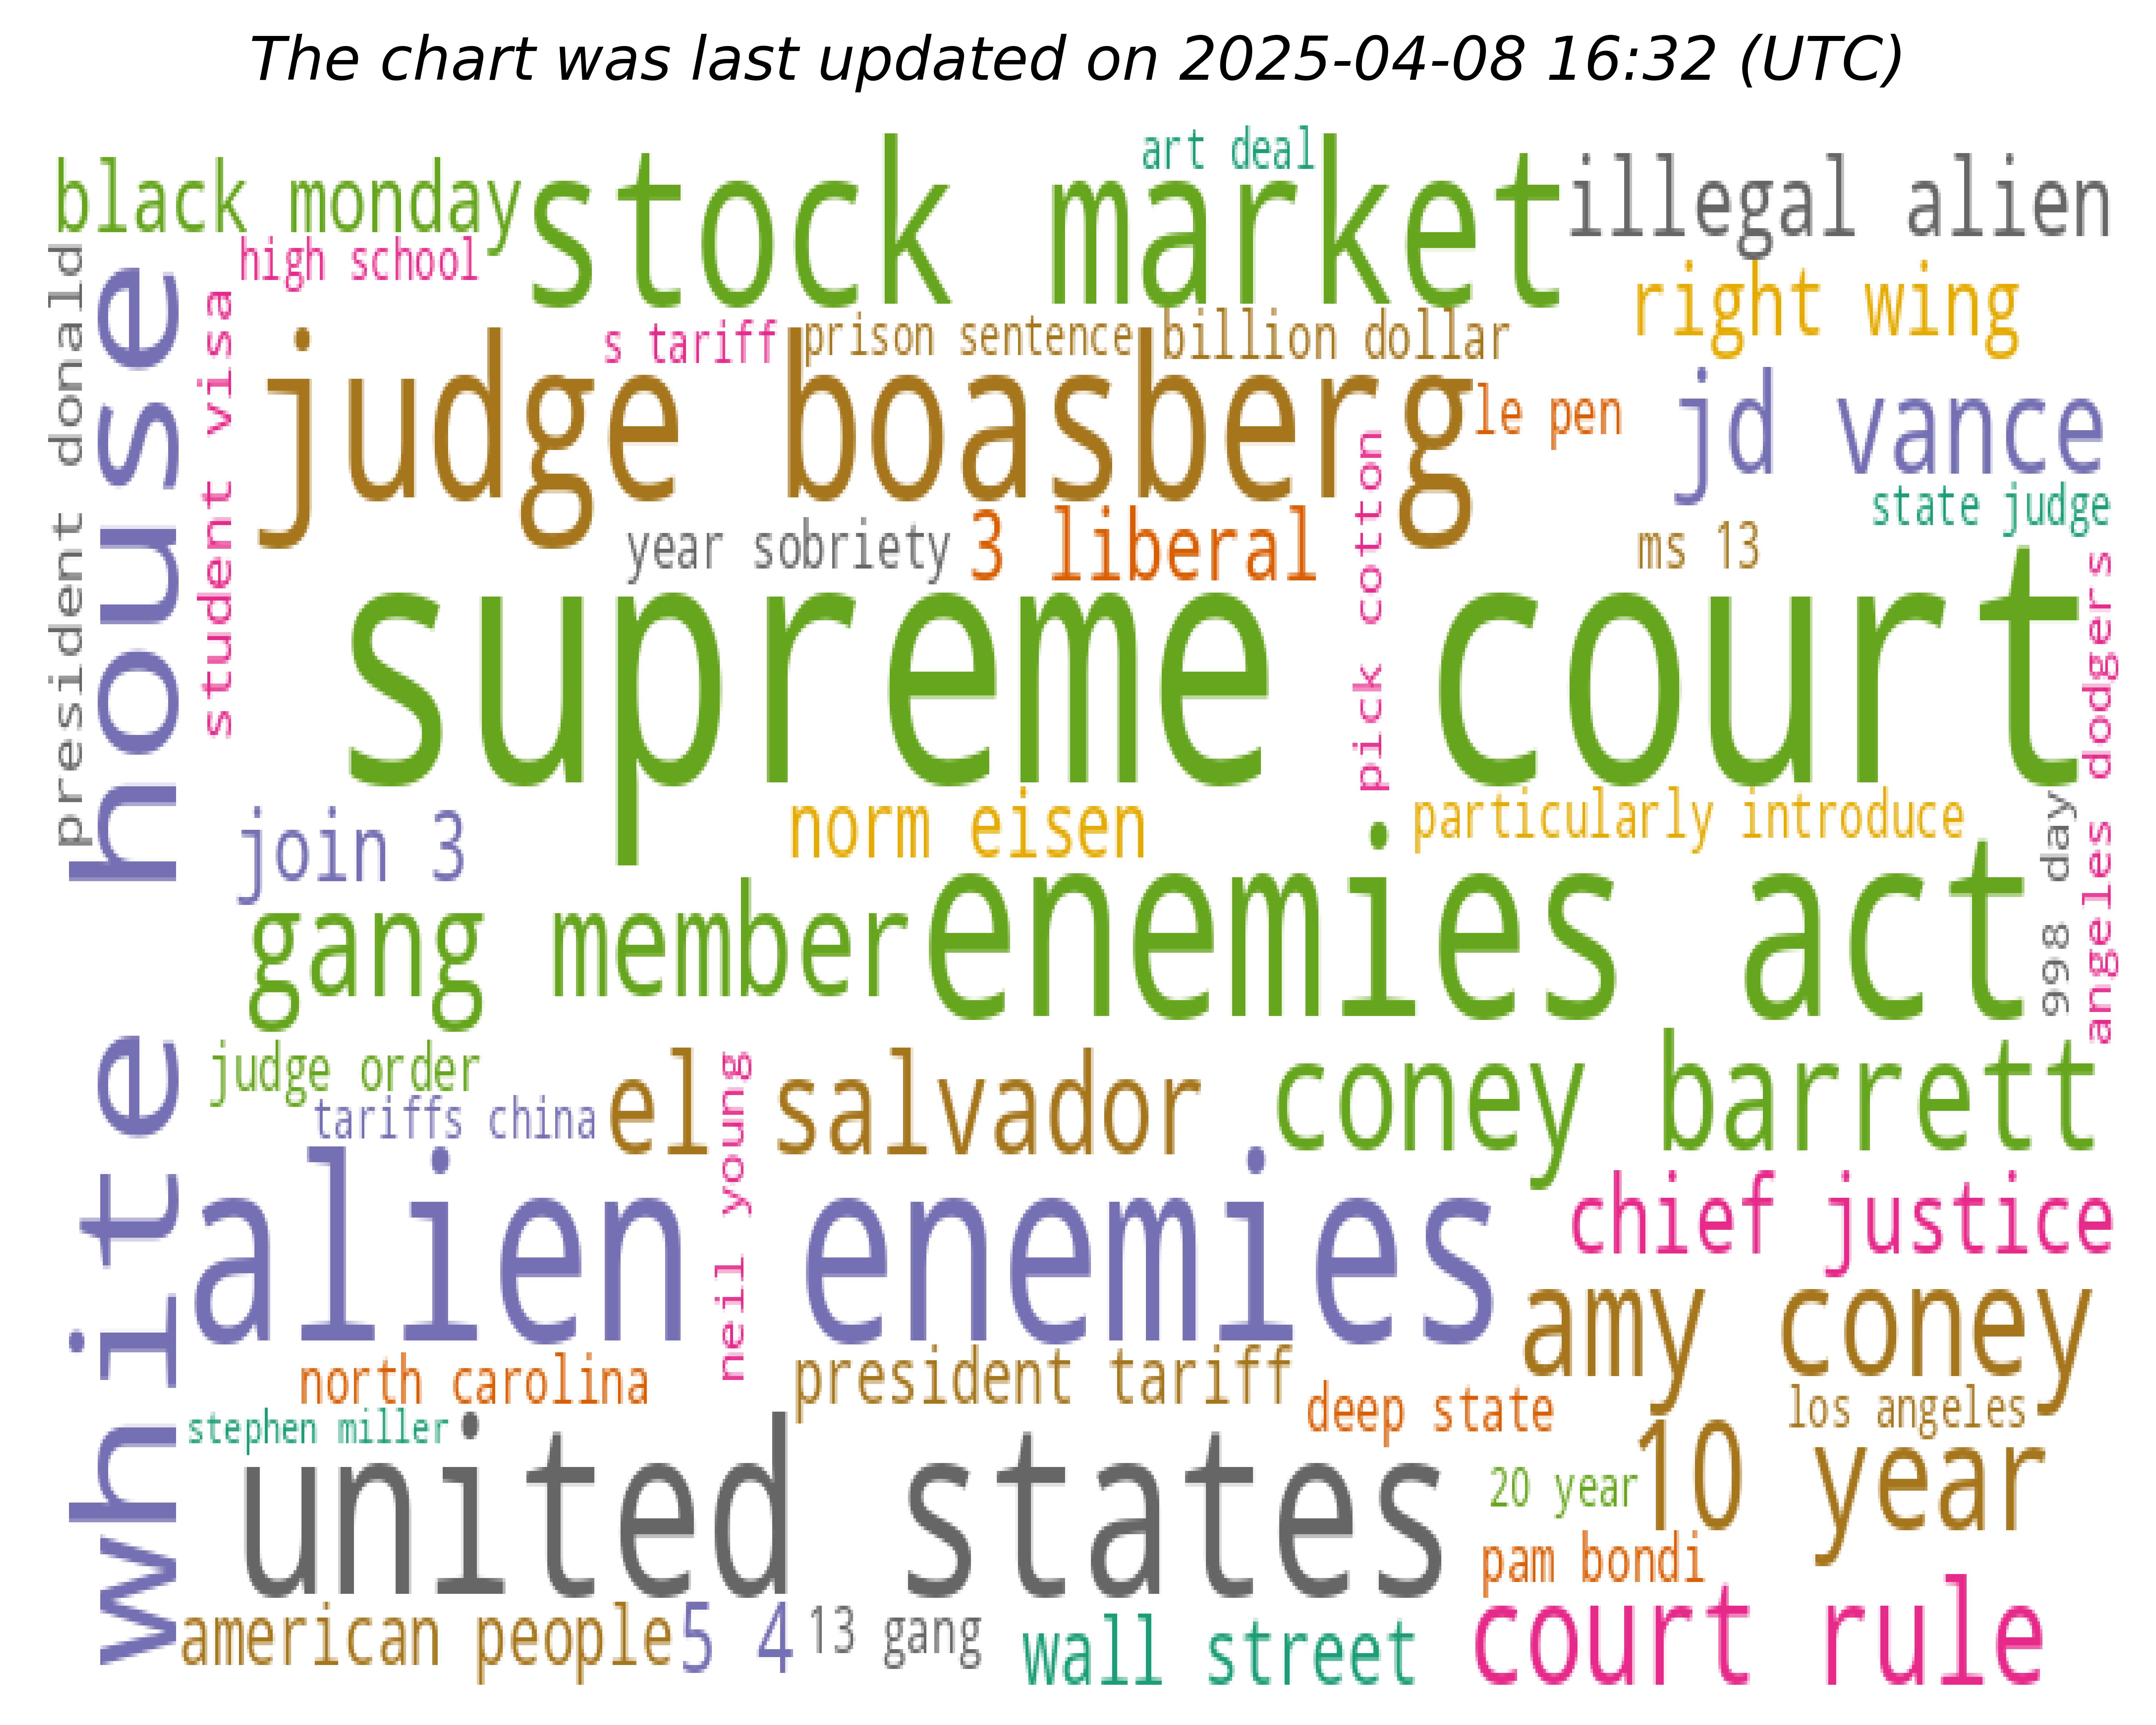 The chart was last updated on 2025-04-08 16:32 (UTC)
art deal
black monday
stock market
illegal alien
high school
right wing
president donald
white house
student visa
s tariff
prison sentence
billion dollar
judge boasberg
le pen
jd vance
state judge
pick cotton
year sobriety
3 liberal
ms 13
angeles dodgers
supreme court
join 3
norm eisen
particularly introduce
998 day
gang member
enemies act
judge order
tariffs china
el salvador
neil young
coney barrett
alien enemies
chief justice
amy coney
north carolina
president tariff
deep state
los angeles
stephen miller
united states
20 year
10 year
pam bondi
american people
5 4
13 gang
wall street
court rule